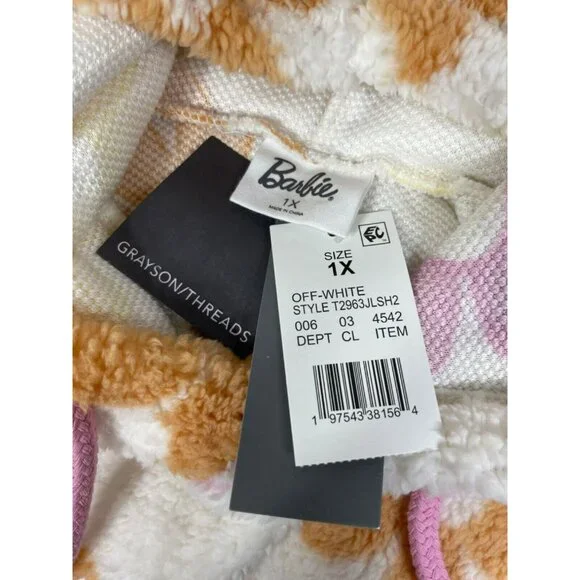 Barbie
1X
MADE IN CHINA
GRAYSON/THREADS
SIZE
1X
OFF-WHITE
STYLE T2963JLSH2
006 03 4542
DEPT CL ITEM
1 97543 38156 4